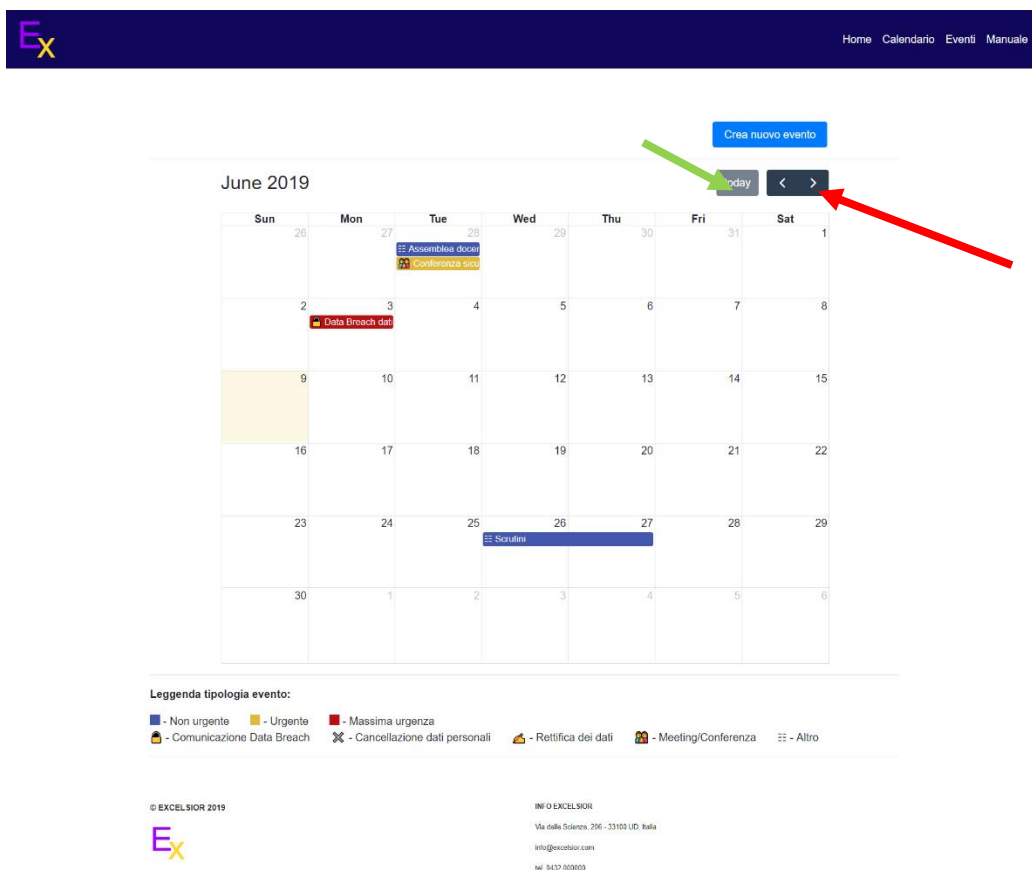 Ex
Home Calendario Eventi Manuale
Crea nuovo evento
June 2019
today
Sun Mon Tue Wed Thu Fri Sat
26 27 28 29 30 31 1
Assemblea docen
Conferenza sicu
2 3 4 5 6 7 8
Data Breach dati
9 10 11 12 13 14 15
16 17 18 19 20 21 22
23 24 25 26 27 28 29
Scrutini
30 1 2 3 4 5 6
Leggenda tipologia evento:
- Non urgente - Urgente - Massima urgenza
- Comunicazione Data Breach - Cancellazione dati personali - Rettifica dei dati - Meeting/Conferenza - Altro
© EXCELSIOR 2019
INFO EXCELSIOR
Via delle Scienze, 206 - 33100 UD, Italia
Ex
info@excelsior.com
tel. 0432 000000